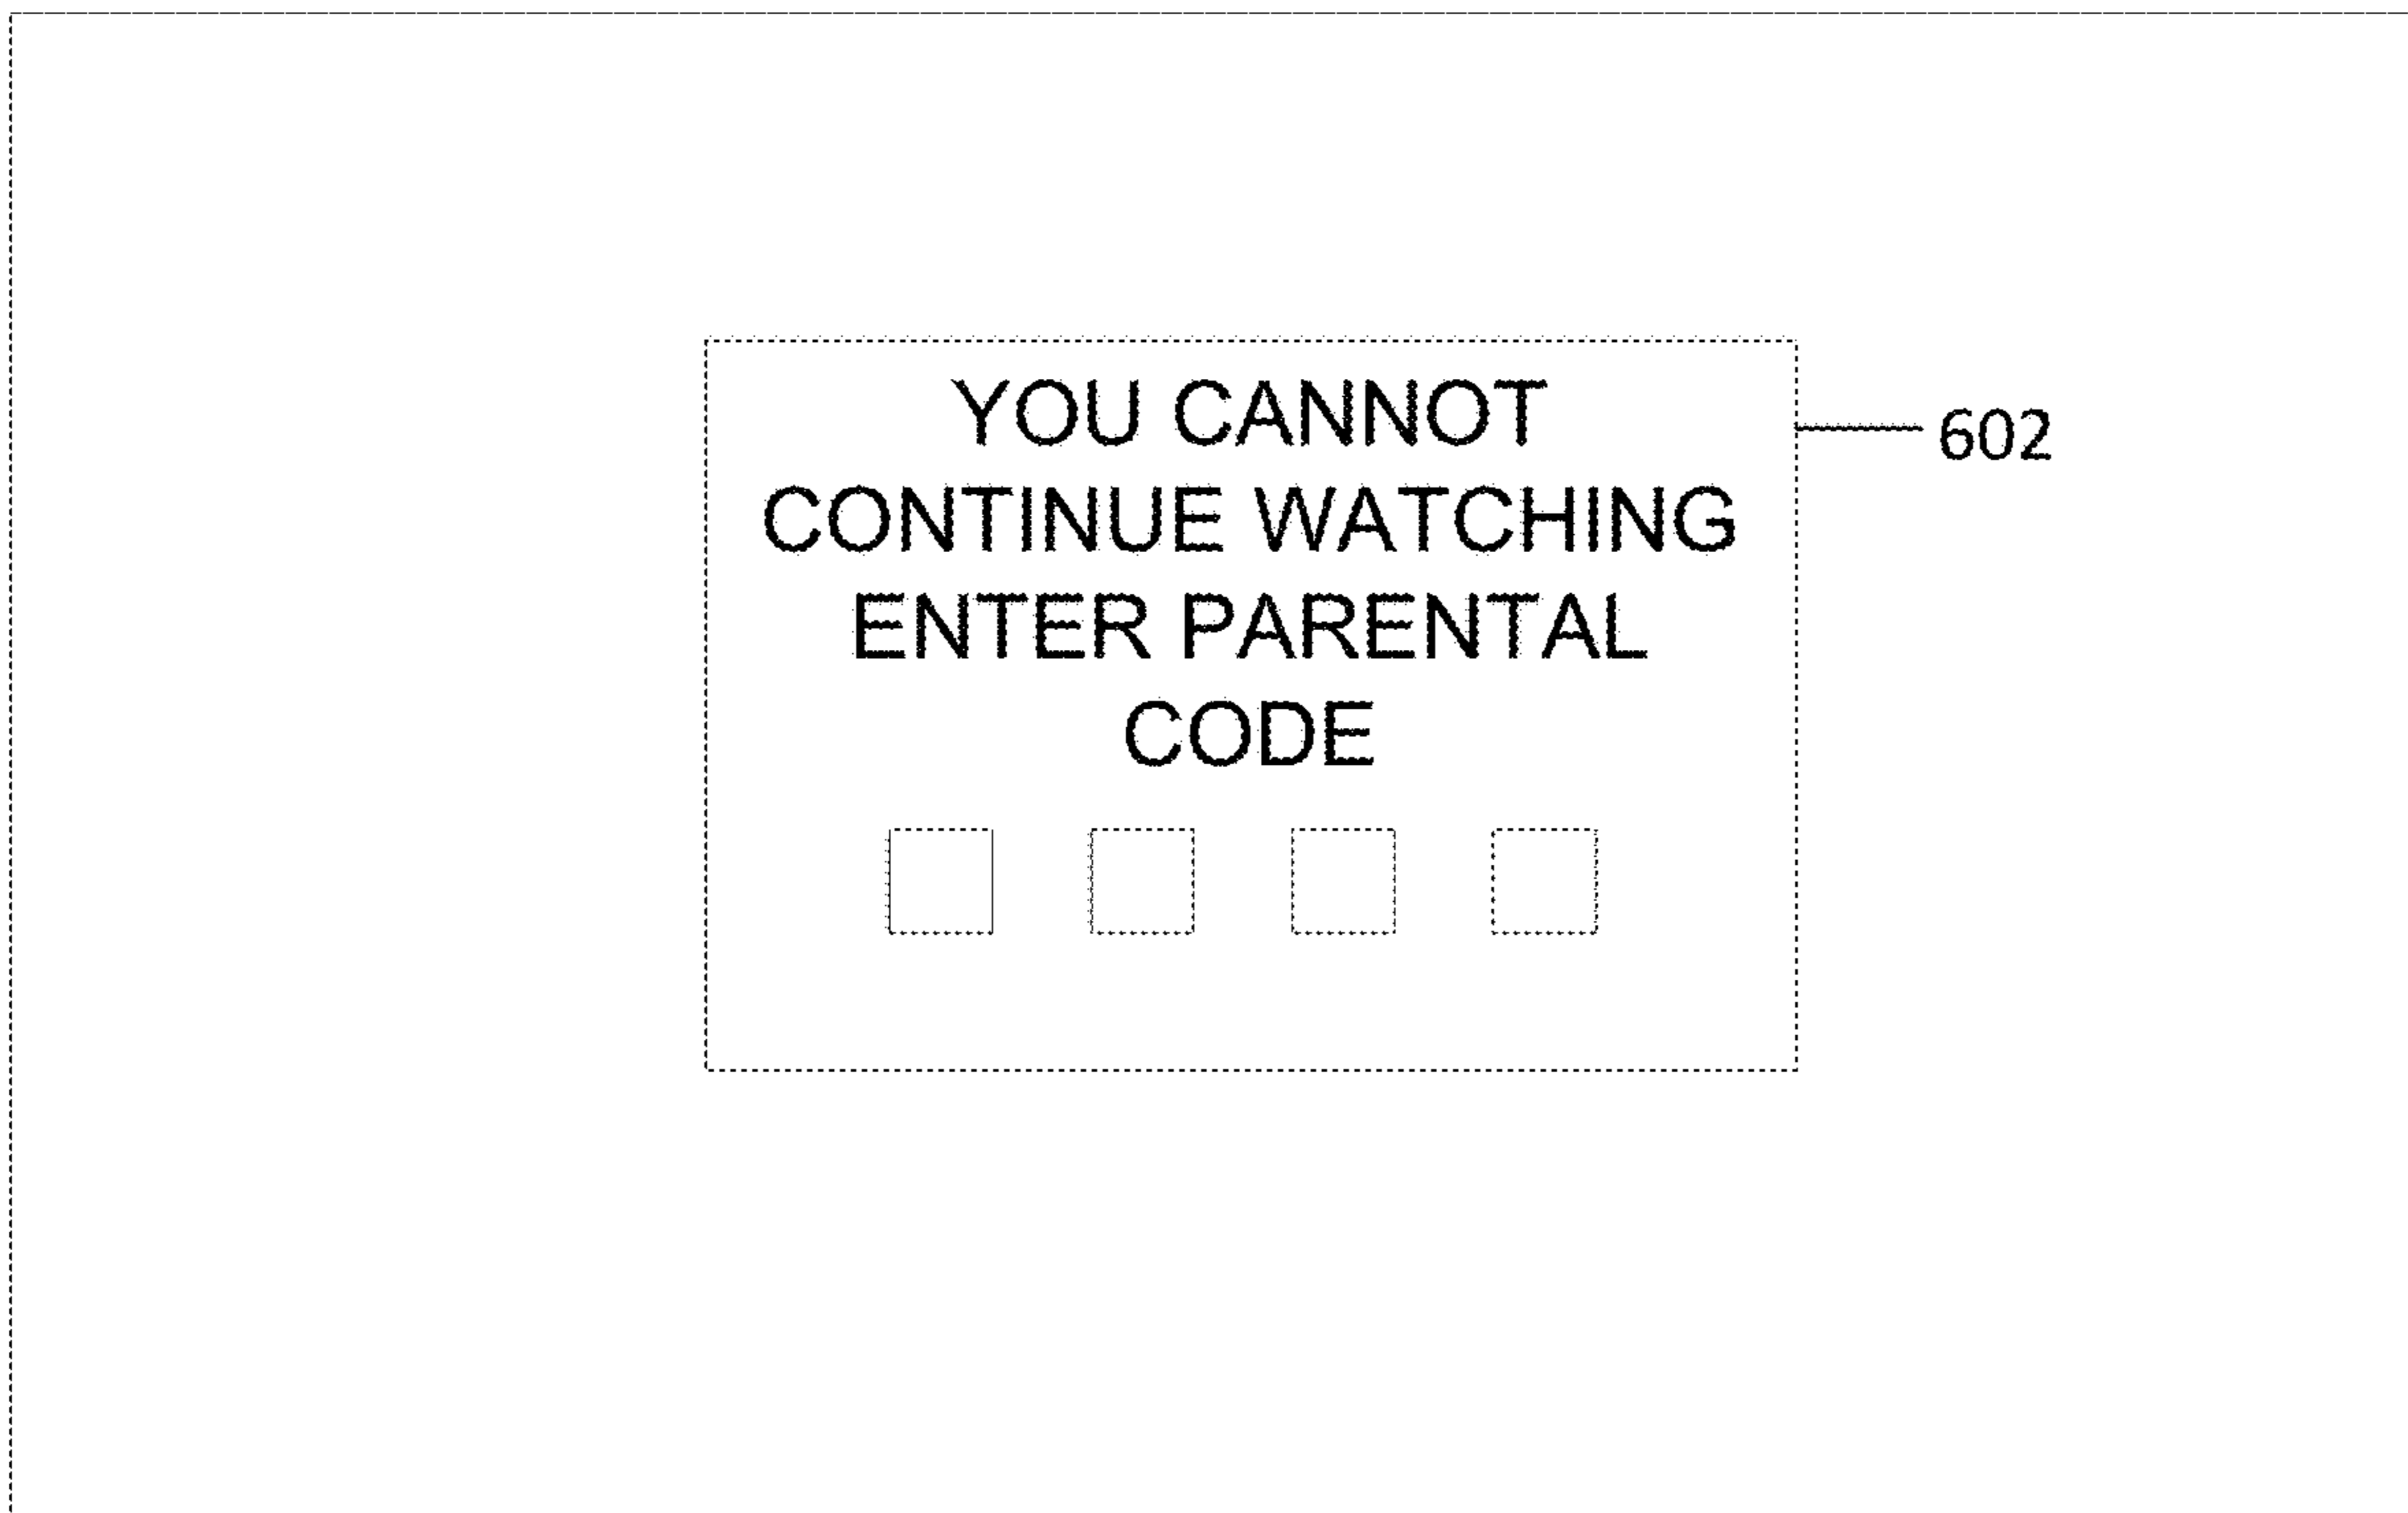 YOU CANNOT
CONTINUE WATCHING
ENTER PARENTAL
CODE
602